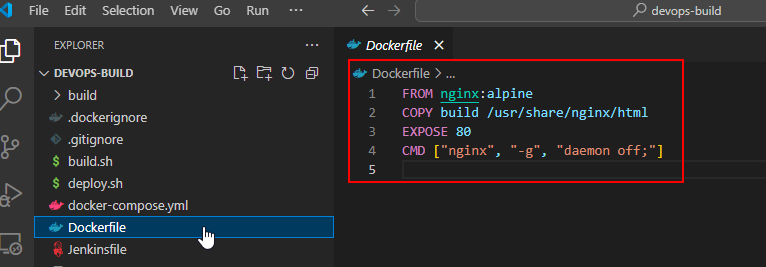 File Edit Selection View Go Run ··· devops-build
EXPLORER ···
DEVOPS-BUILD
build
.dockerignore
.gitignore
$ build.sh
$ deploy.sh
docker-compose.yml
Dockerfile
Jenkinsfile
Dockerfile
Dockerfile > ...
1 FROM nginx:alpine
2 COPY build /usr/share/nginx/html
3 EXPOSE 80
4 CMD ["nginx", "-g", "daemon off;"]
5